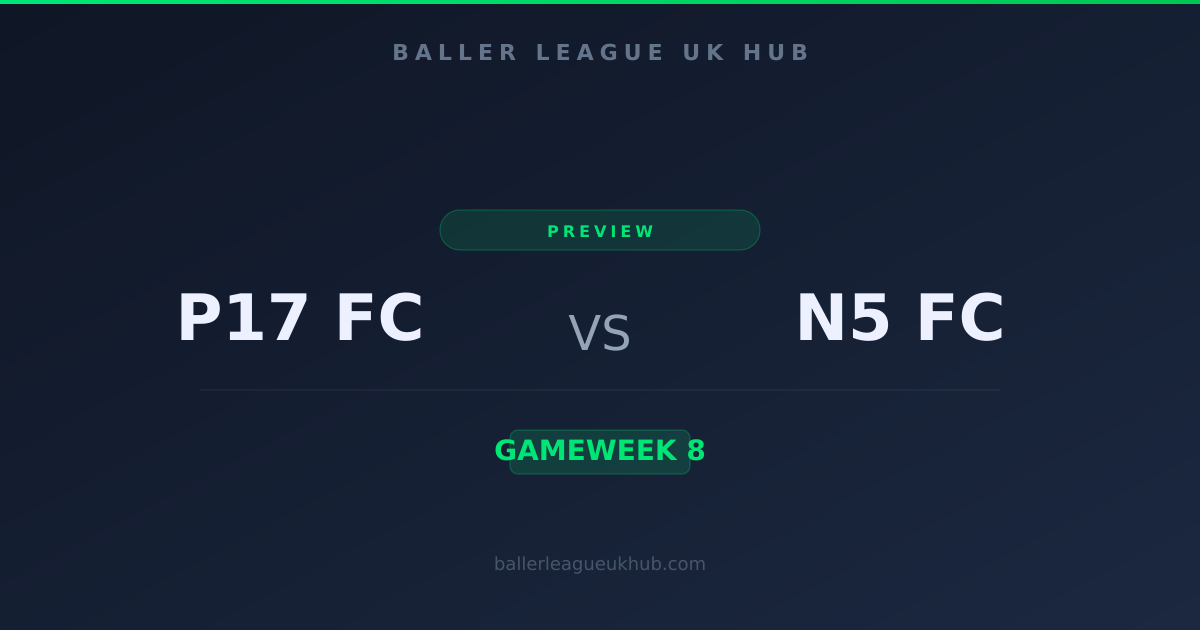 BALLER LEAGUE UK HUB
PREVIEW
P17 FC VS N5 FC
GAMEWEEK 8
ballerleagueukhub.com